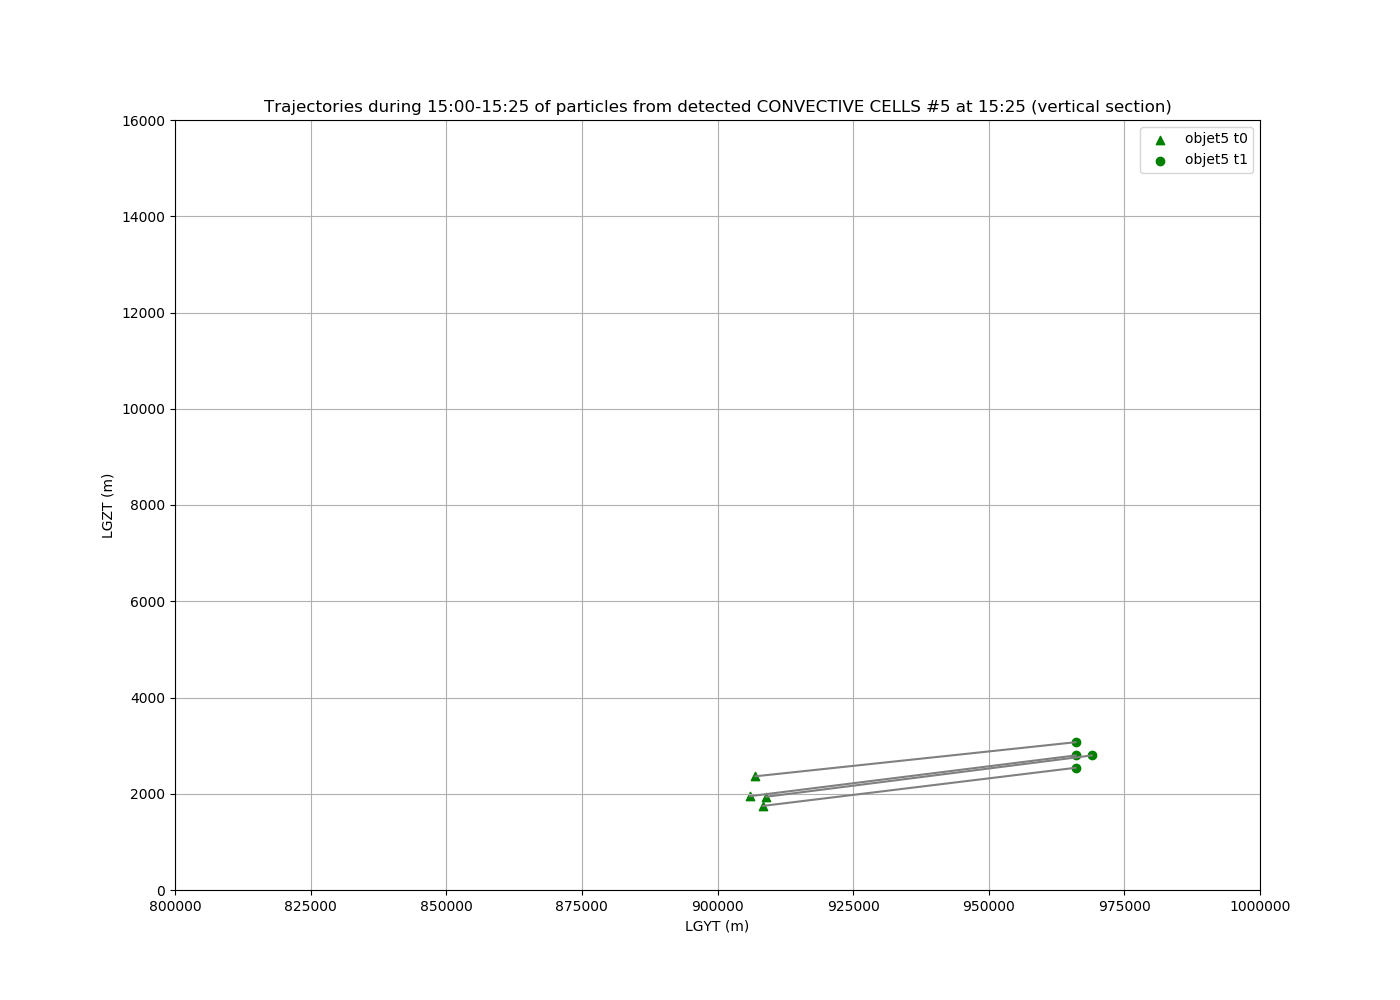 Trajectories during 15:00-15:25 of particles from detected CONVECTIVE CELLS #5 at 15:25 (vertical section)
objet5 t0
objet5 t1
16000
14000
12000
10000
8000
6000
4000
2000
0
LGZT (m)
800000 825000 850000 875000 900000 925000 950000 975000 1000000
LGYT (m)